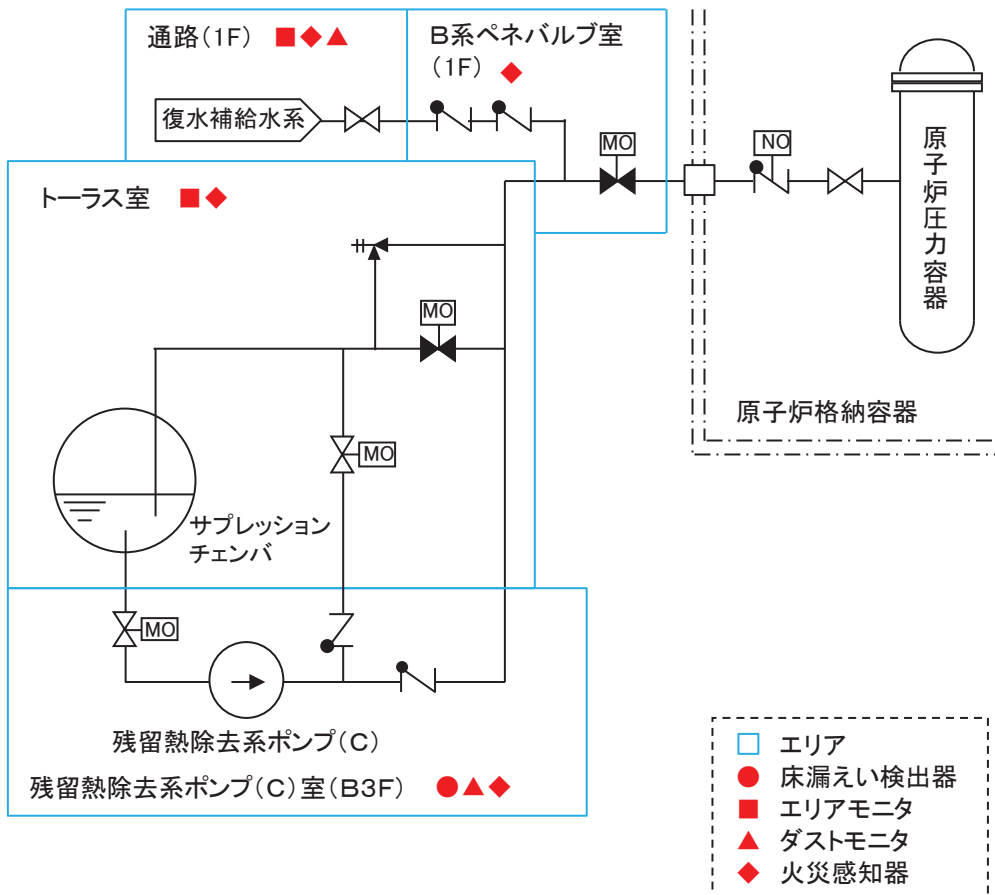 通路(1F)
B系ペネバルブ室
(1F)
復水補給水系
MO
NO
原子炉圧力容器
トーラス室
MO
原子炉格納容器
MO
サプレッション
チェンバ
MO
残留熱除去系ポンプ(C)
残留熱除去系ポンプ(C)室(B3F)
エリア
床漏えい検出器
エリアモニタ
ダストモニタ
火災感知器